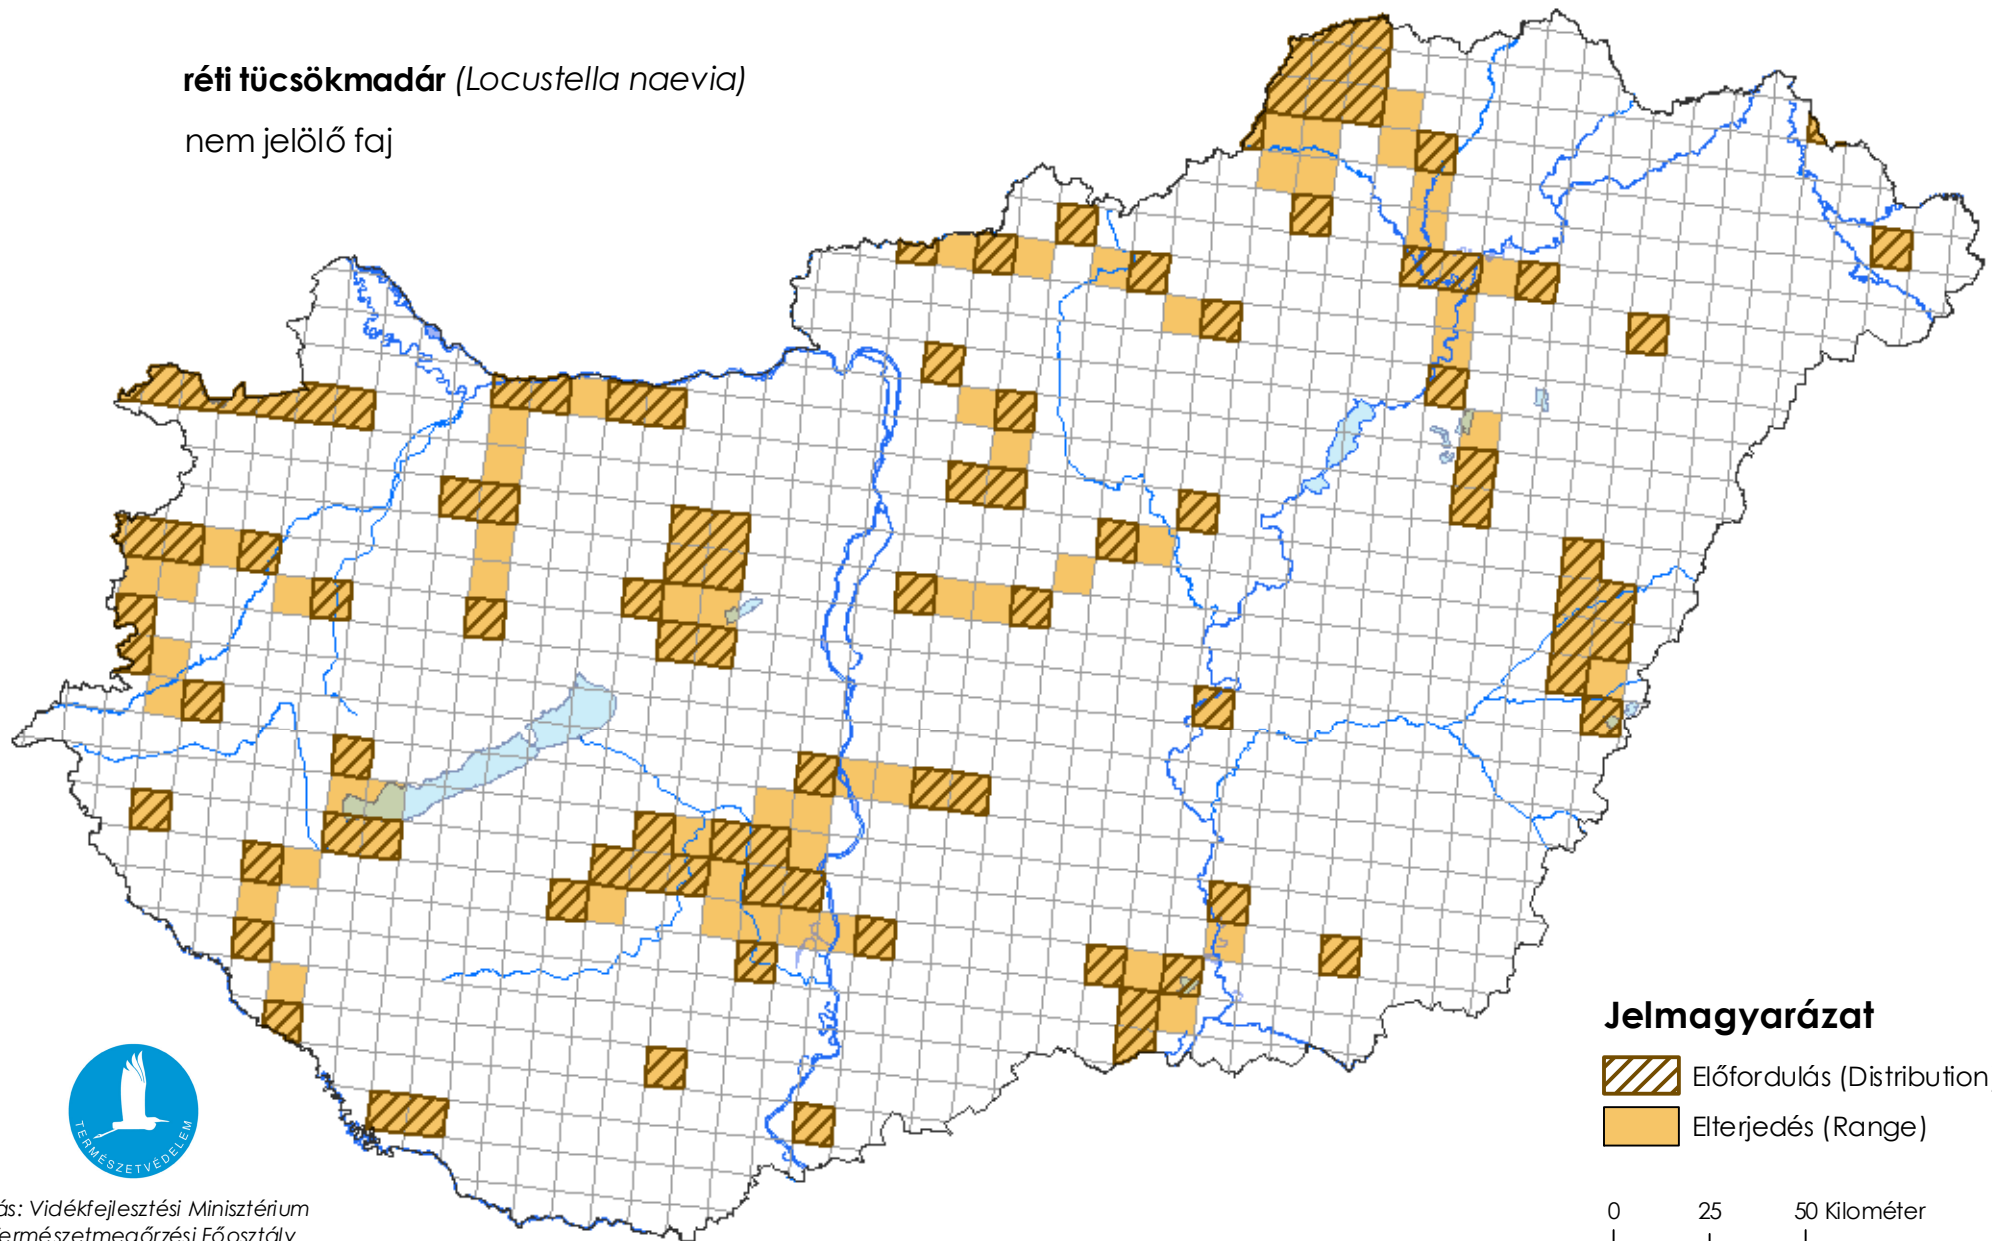 réti tücsökmadár (Locustella naevia)
nem jelölő faj
Jelmagyarázat
Előfordulás (Distribution
Elterjedés (Range)
0 25 50 Kilométer
TERMÉSZETVÉDELEM
ás: Vidékfejlesztési Minisztérium
Természetmegőrzési Főosztály